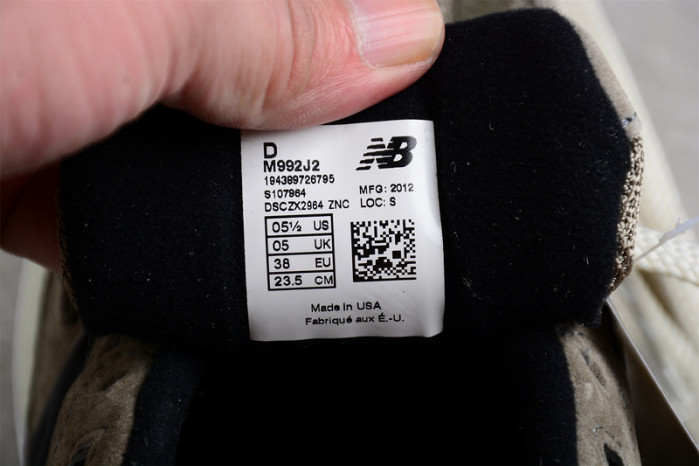 D
M992J2
194389726795
S107964
DSCZX2984 ZNC
NB
MFG: 2012
LOC: S
05½ US
05 UK
38 EU
23.5 CM
Made in USA
Fabriqué aux É.-U.